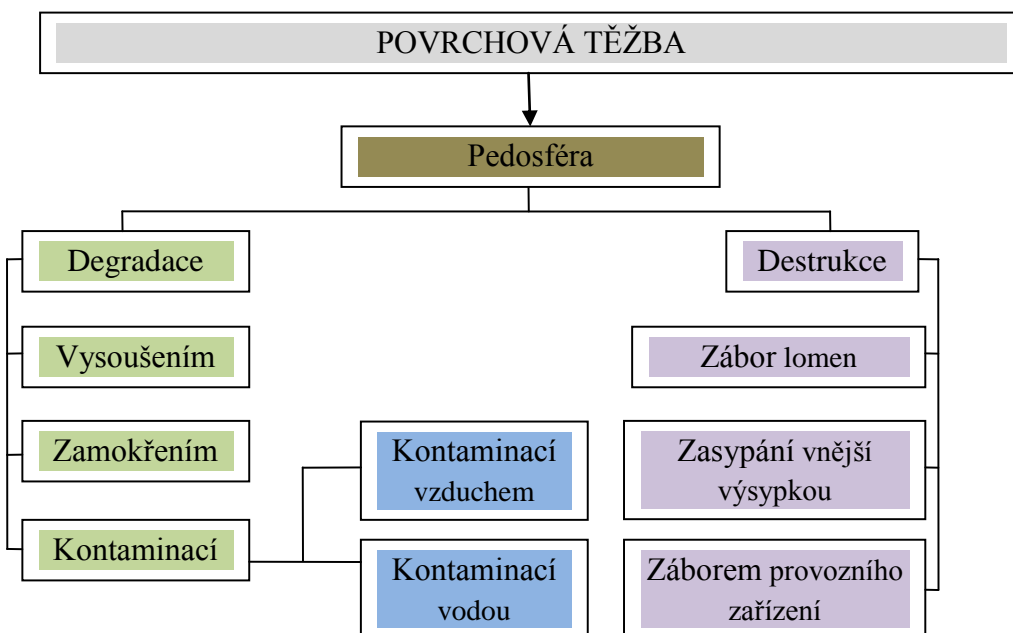 POVRCHOVÁ TĚŽBA
Pedosféra
Degradace
Destrukce
Vysoušením
Zábor lomen
Zamokřením
Kontaminací
vzduchem
Zasypání vnější
výsypkou
Kontaminací
Kontaminací
vodou
Záborem provozního
zařízení